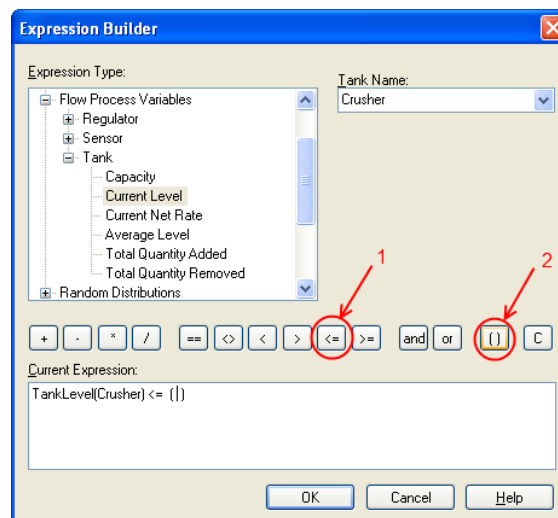 Expression Builder
Expression Type:
Tank Name:
Crusher
Flow Process Variables
Regulator
Sensor
Tank
Capacity
Current Level
Current Net Rate
Average Level
Total Quantity Added
Total Quantity Removed
Random Distributions
1
2
+ - * / == <> < > <= >= and or () C
Current Expression:
TankLevel(Crusher) <= ()
OK Cancel Help